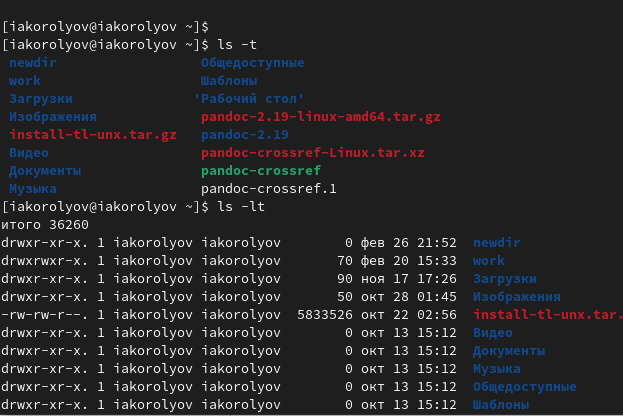 [iakorolyov@iakorolyov ~]$
[iakorolyov@iakorolyov ~]$ ls -t
newdir Общедоступные
work Шаблоны
Загрузки 'Рабочий стол'
Изображения pandoc-2.19-linux-amd64.tar.gz
install-tl-unx.tar.gz pandoc-2.19
Видео pandoc-crossref-Linux.tar.xz
Документы pandoc-crossref
Музыка pandoc-crossref.1
[iakorolyov@iakorolyov ~]$ ls -lt
итого 36260
drwxr-xr-x. 1 iakorolyov iakorolyov 0 фев 26 21:52 newdir
drwxrwxr-x. 1 iakorolyov iakorolyov 70 фев 20 15:33 work
drwxr-xr-x. 1 iakorolyov iakorolyov 90 ноя 17 17:26 Загрузки
drwxr-xr-x. 1 iakorolyov iakorolyov 50 окт 28 01:45 Изображения
-rw-rw-r--. 1 iakorolyov iakorolyov 5833526 окт 22 02:56 install-tl-unx.tar.
drwxr-xr-x. 1 iakorolyov iakorolyov 0 окт 13 15:12 Видео
drwxr-xr-x. 1 iakorolyov iakorolyov 0 окт 13 15:12 Документы
drwxr-xr-x. 1 iakorolyov iakorolyov 0 окт 13 15:12 Музыка
drwxr-xr-x. 1 iakorolyov iakorolyov 0 окт 13 15:12 Общедоступные
drwxr-xr-x. 1 iakorolyov iakorolyov 0 окт 13 15:12 Шаблоны